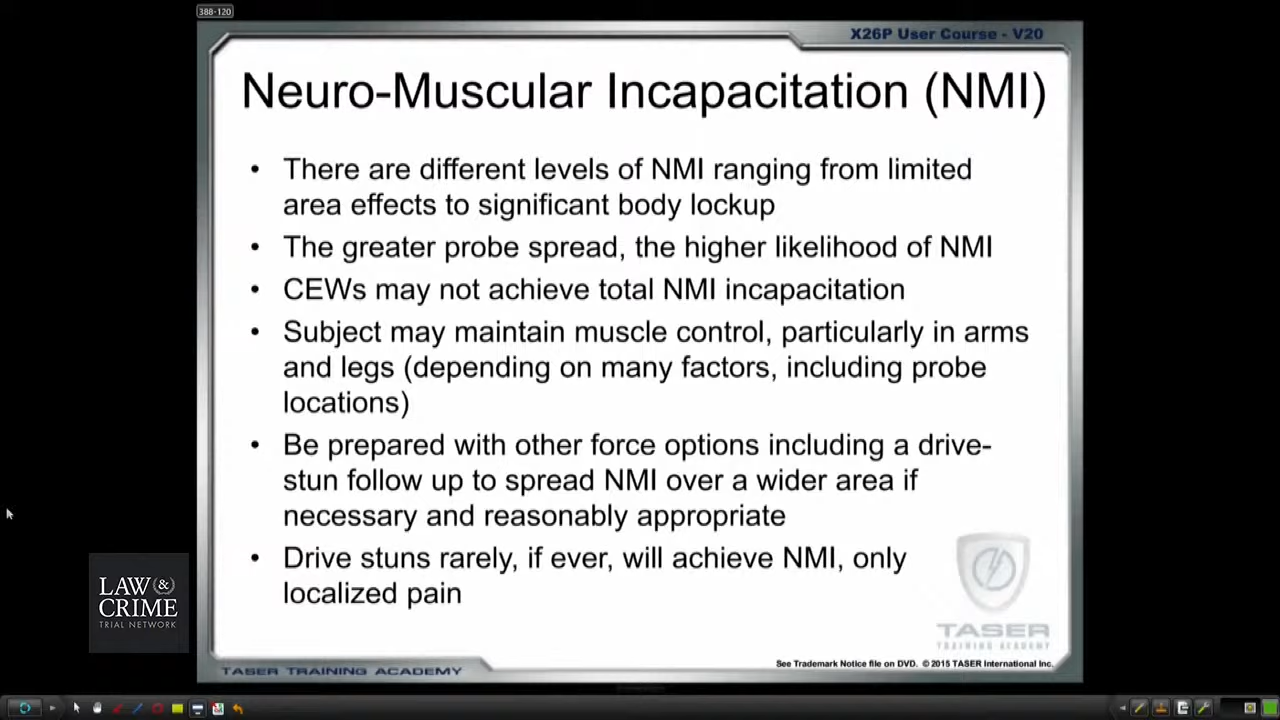 388-120
X26P User Course - V20
Neuro-Muscular Incapacitation (NMI)
• There are different levels of NMI ranging from limited
area effects to significant body lockup
• The greater probe spread, the higher likelihood of NMI
• CEWs may not achieve total NMI incapacitation
• Subject may maintain muscle control, particularly in arms
and legs (depending on many factors, including probe
locations)
• Be prepared with other force options including a drive-
stun follow up to spread NMI over a wider area if
necessary and reasonably appropriate
• Drive stuns rarely, if ever, will achieve NMI, only
localized pain
LAW &
CRIME
TRIAL NETWORK
TASER
TRAINING ACADEMY
See Trademark Notice file on DVD. © 2015 TASER International Inc.
TASER TRAINING ACADEMY